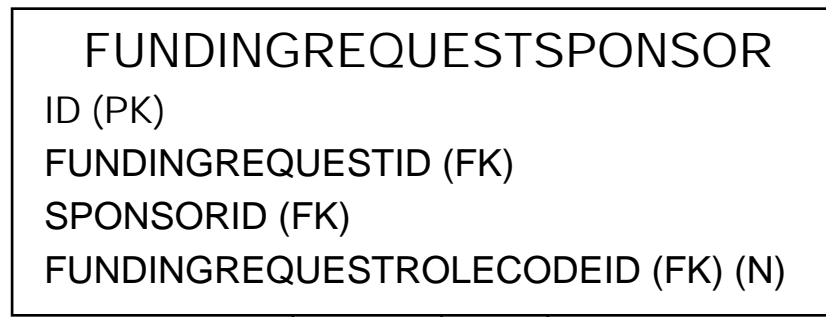 FUNDINGREQUESTSPONSOR
ID (PK)
FUNDINGREQUESTID (FK)
SPONSORID (FK)
FUNDINGREQUESTROLECODEID (FK) (N)